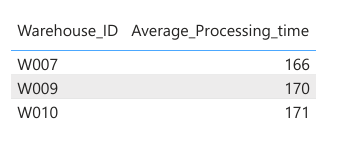 Warehouse_ID Average_Processing_time
W007 166
W009 170
W010 171